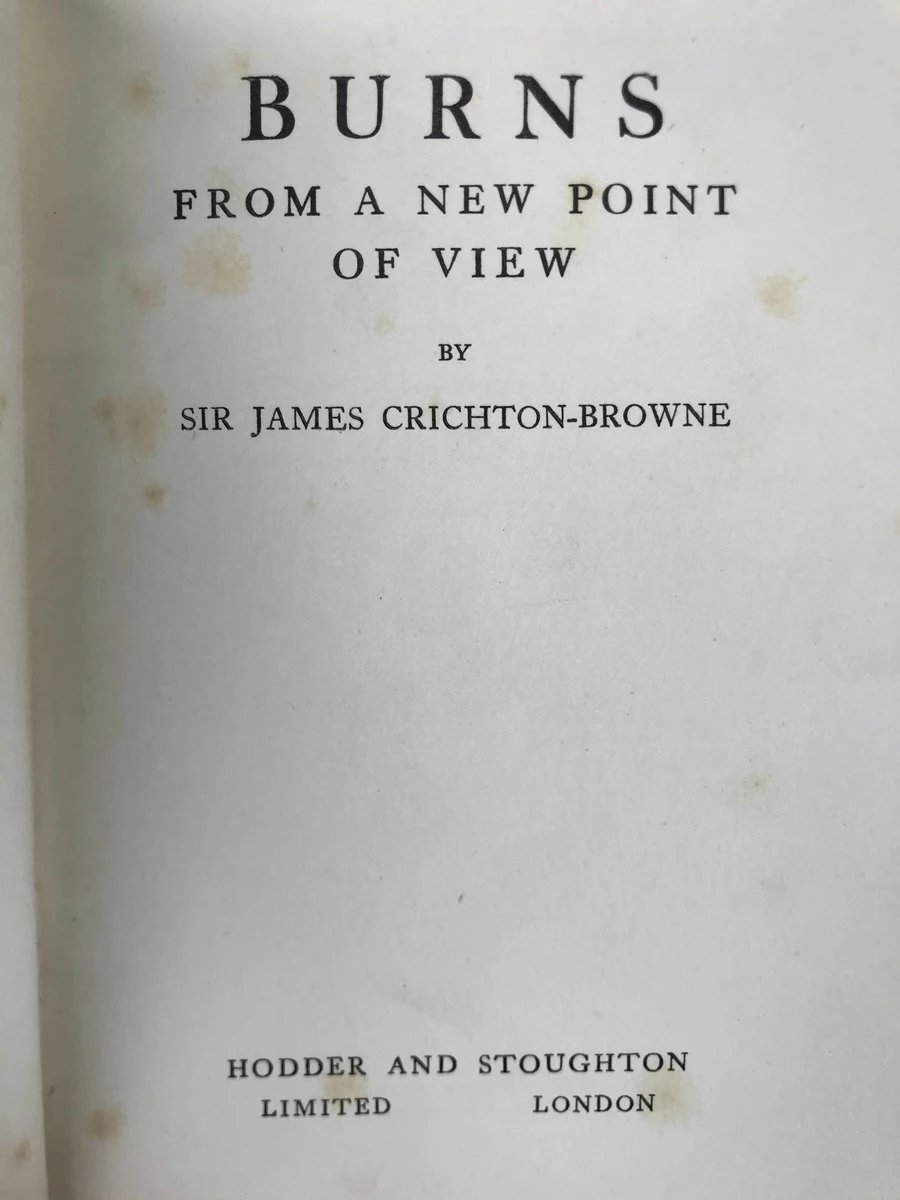 BURNS
FROM A NEW POINT
OF VIEW
BY
SIR JAMES CRICHTON-BROWNE
HODDER AND STOUGHTON
LIMITED LONDON